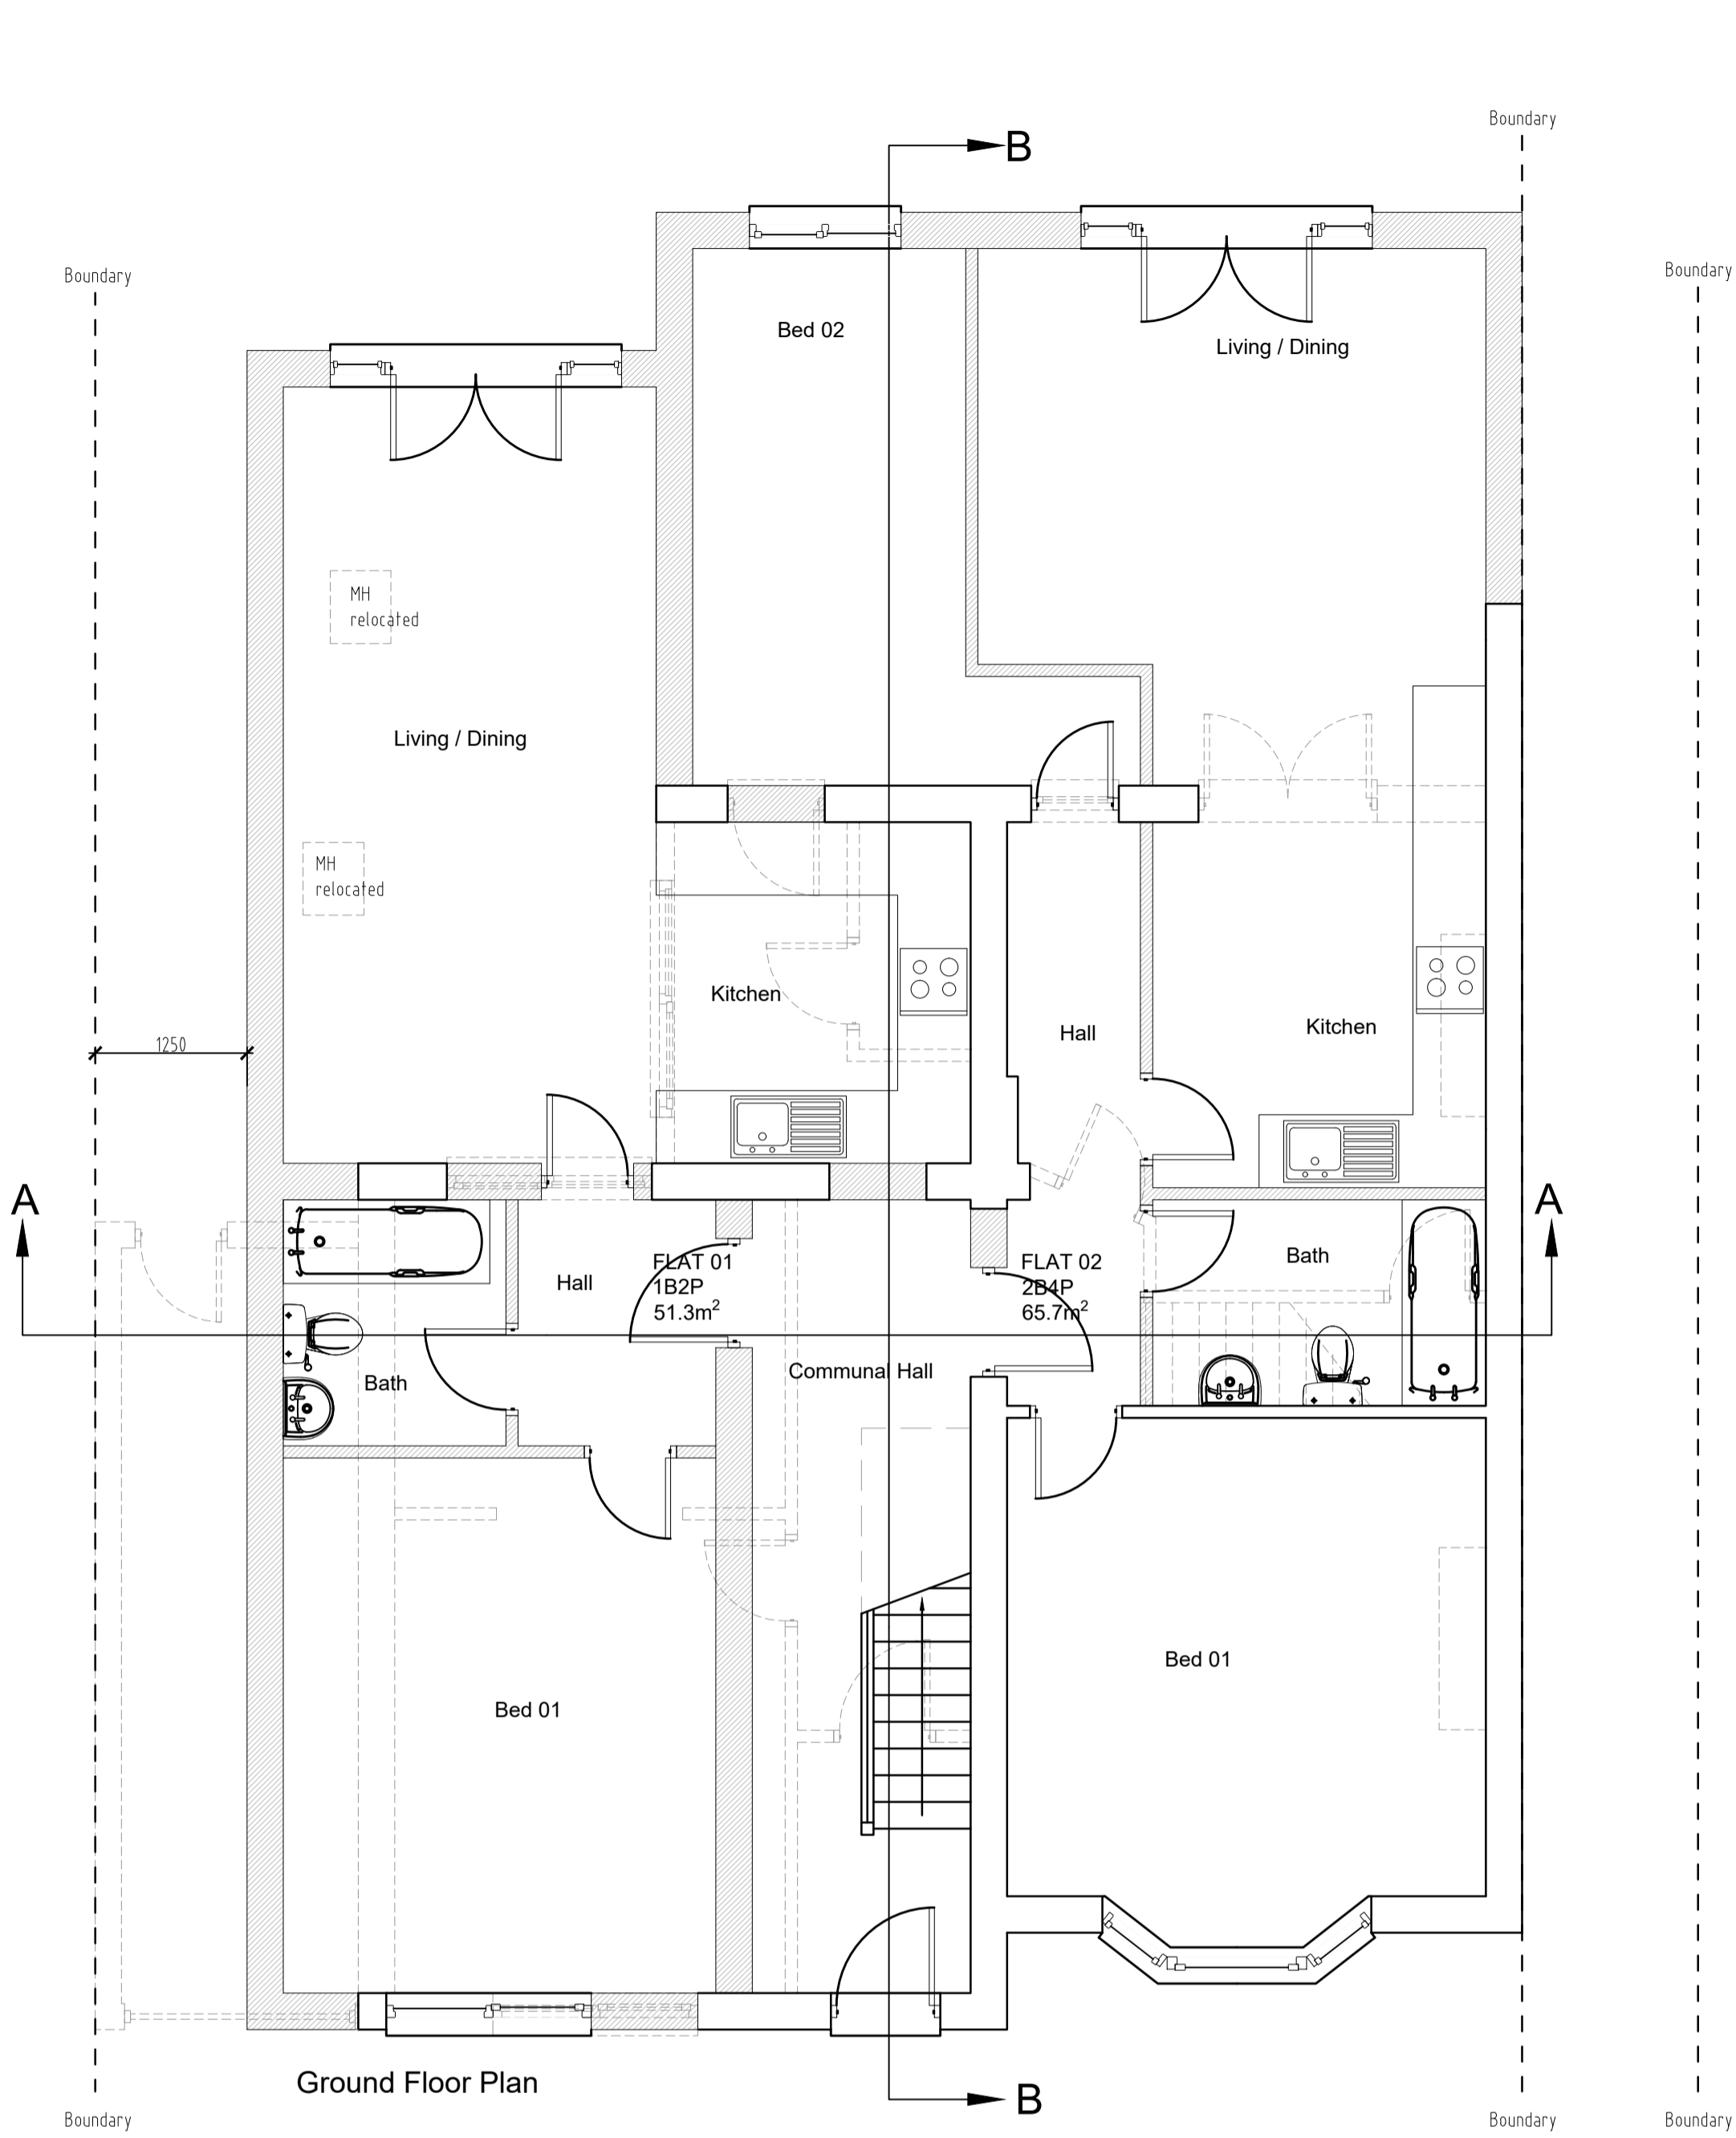 Boundary
B
Boundary
Boundary
Bed 02
Living / Dining
MH
relocated
Living / Dining
MH
relocated
Kitchen
Hall
Kitchen
1250
A
A
FLAT 01
1B2P
51.3m²
FLAT 02
2B4P
65.7m²
Hall
Bath
Communal Hall
Bath
Bed 01
Bed 01
Ground Floor Plan
B
Boundary
Boundary
Boundary